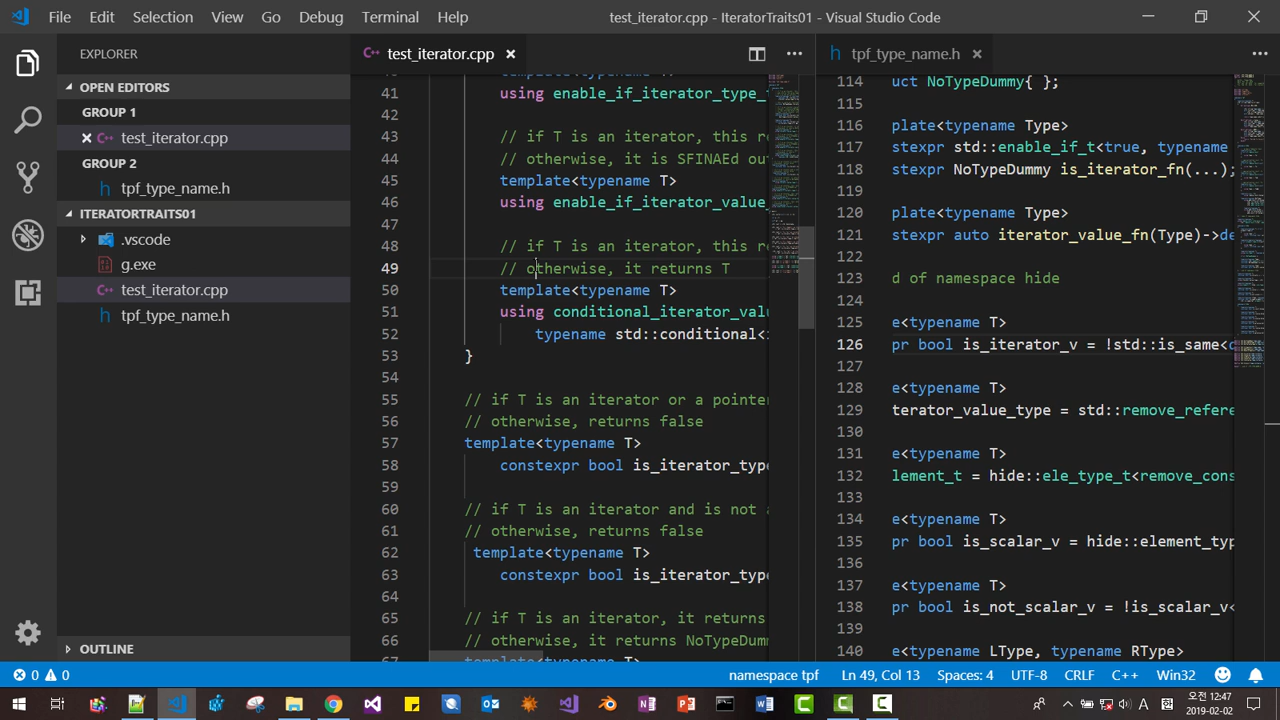 File Edit Selection View Go Debug Terminal Help
test_iterator.cpp - IteratorTraits01 - Visual Studio Code
EXPLORER
OPEN EDITORS
GROUP 1
test_iterator.cpp
GROUP 2
tpf_type_name.h
ITERATORTRAITS01
.vscode
g.exe
test_iterator.cpp
tpf_type_name.h
OUTLINE
test_iterator.cpp
41 using enable_if_iterator_type_
42
43 // if T is an iterator, this re
44 // otherwise, it is SFINAEd out
45 template<typename T>
46 using enable_if_iterator_value_
47
48 // if T is an iterator, this re
49 // otherwise, it returns T
50 template<typename T>
51 using conditional_iterator_valu
52 typename std::conditional<
53 }
54
55 // if T is an iterator or a pointe
56 // otherwise, returns false
57 template<typename T>
58 constexpr bool is_iterator_typ
59
60 // if T is an iterator and is not a
61 // otherwise, returns false
62 template<typename T>
63 constexpr bool is_iterator_type
64
65 // if T is an iterator, it returns
66 // otherwise, it returns NoTypeDumm
67
tpf_type_name.h
114 uct NoTypeDummy{ };
115
116 plate<typename Type>
117 stexpr std::enable_if_t<true, typename
118 stexpr NoTypeDummy is_iterator_fn(...);
119
120 plate<typename Type>
121 stexpr auto iterator_value_fn(Type)->de
122
123 d of namespace hide
124
125 e<typename T>
126 pr bool is_iterator_v = !std::is_same<
127
128 e<typename T>
129 terator_value_type = std::remove_refere
130
131 e<typename T>
132 lement_t = hide::ele_type_t<remove_cons
133
134 e<typename T>
135 pr bool is_scalar_v = hide::element_typ
136
137 e<typename T>
138 pr bool is_not_scalar_v = !is_scalar_v<
139
140 e<typename LType, typename RType>
0 0 namespace tpf Ln 49, Col 13 Spaces: 4 UTF-8 CRLF C++ Win32
A 오전 12:47
2019-02-02